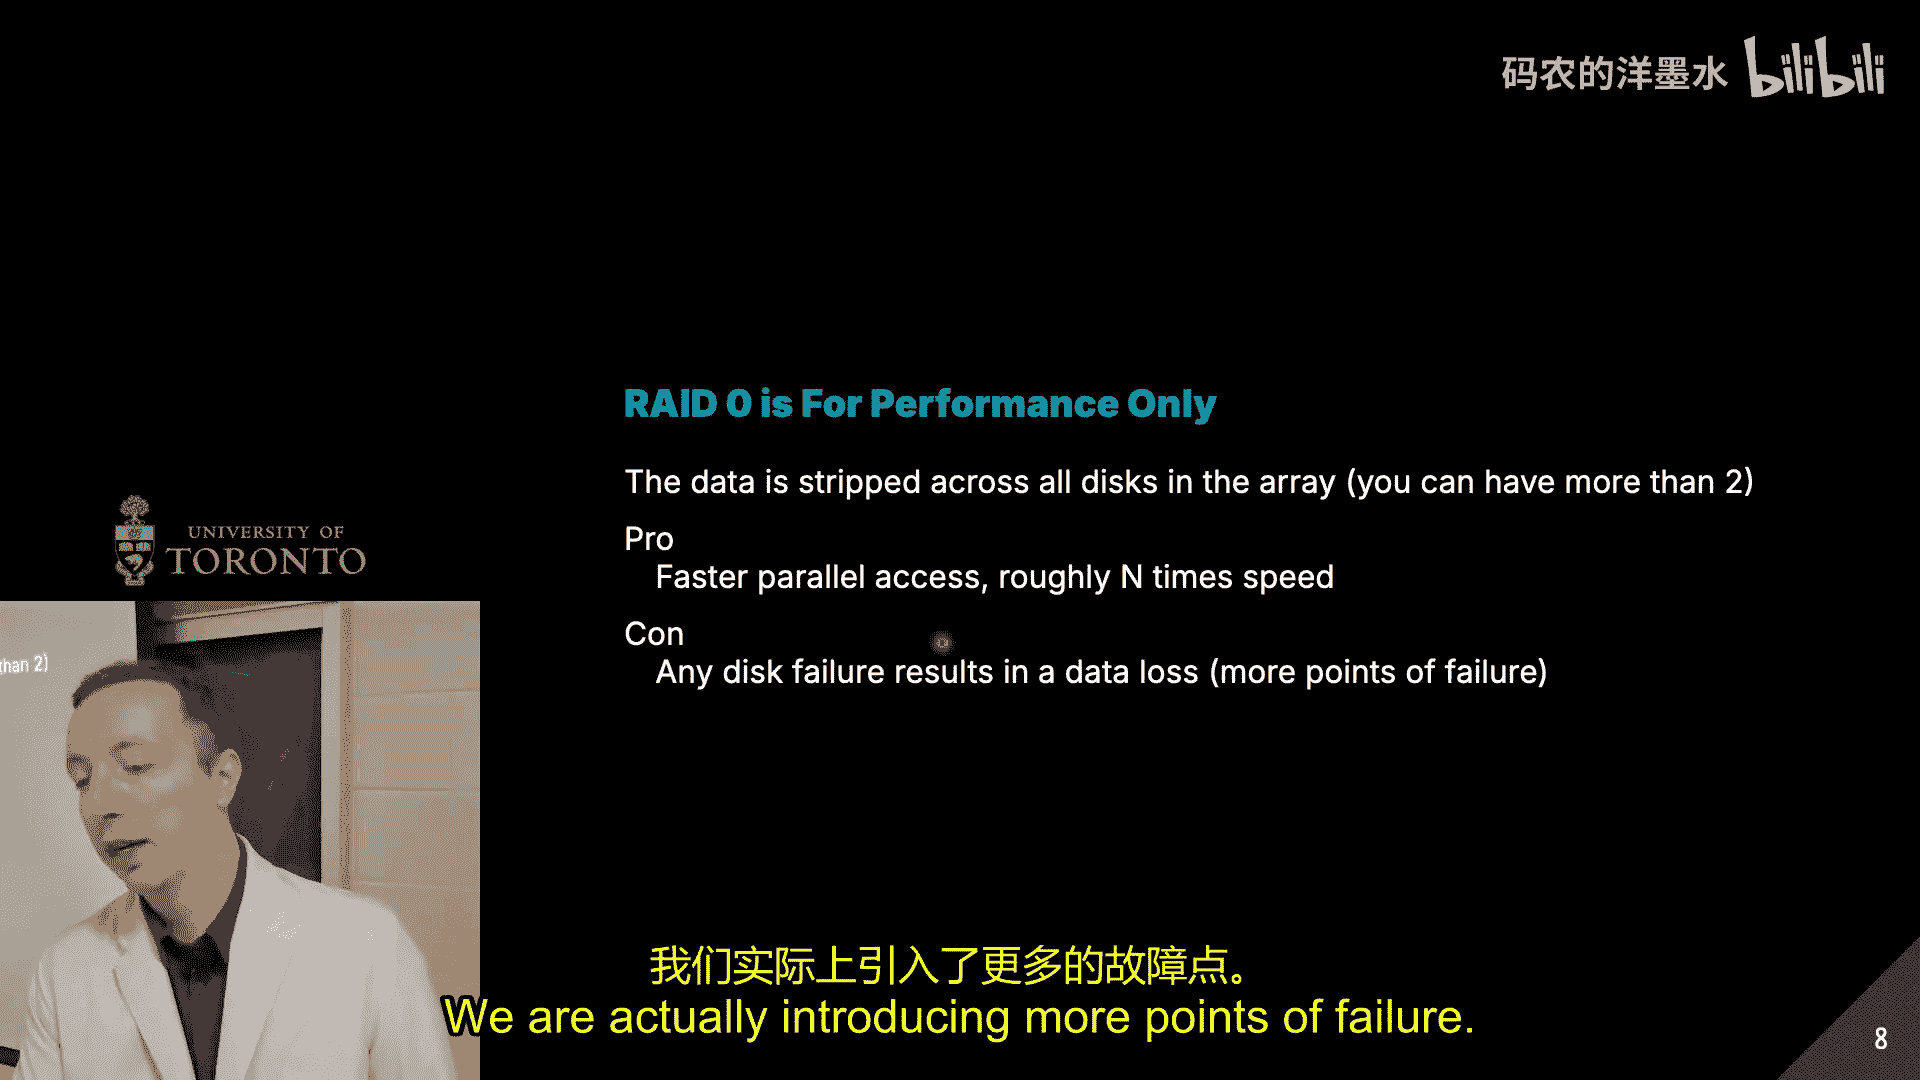 码农的洋墨水 bilibili
RAID 0 is For Performance Only
The data is stripped across all disks in the array (you can have more than 2)
Pro
Faster parallel access, roughly N times speed
Con
Any disk failure results in a data loss (more points of failure)
UNIVERSITY OF
TORONTO
than 2)
我们实际上引入了更多的故障点。
We are actually introducing more points of failure.
8